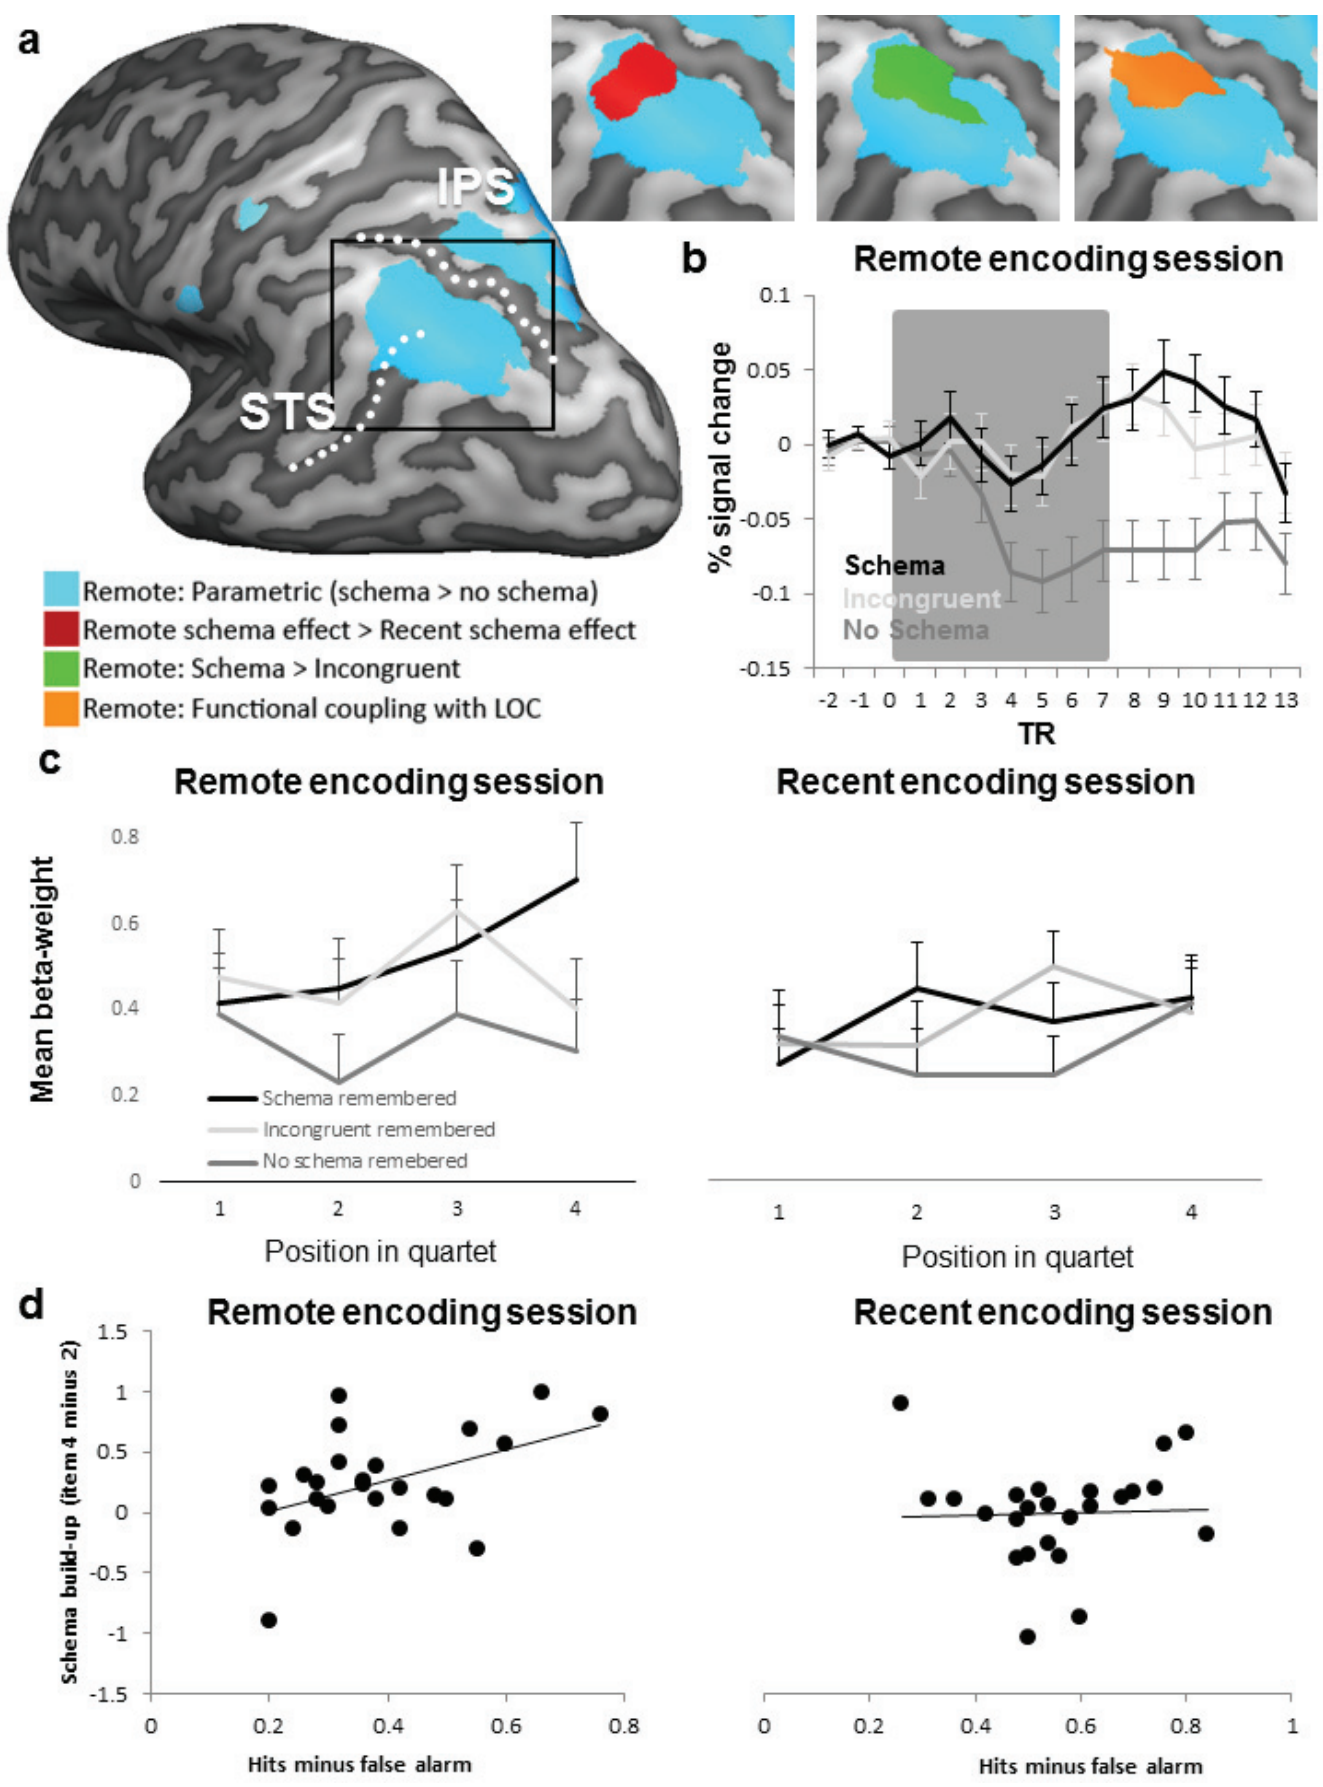 a
IPS
STS
Remote: Parametric (schema > no schema)
Remote schema effect > Recent schema effect
Remote: Schema > Incongruent
Remote: Functional coupling with LOC
b
Remote encoding session
% signal change
0.1
0.05
0
-0.05
-0.1
-0.15
Schema
Incongruent
No Schema
-2 -1 0 1 2 3 4 5 6 7 8 9 10 11 12 13
TR
c
Remote encoding session
Mean beta-weight
0.8
0.6
0.4
0.2
0
Schema remembered
Incongruent remembered
No schema remebered
1 2 3 4
Position in quartet
Recent encoding session
1 2 3 4
Position in quartet
d
Remote encoding session
Schema build-up (item 4 minus 2)
1.5
1
0.5
0
-0.5
-1
-1.5
0 0.2 0.4 0.6 0.8
Hits minus false alarm
Recent encoding session
0 0.2 0.4 0.6 0.8 1
Hits minus false alarm